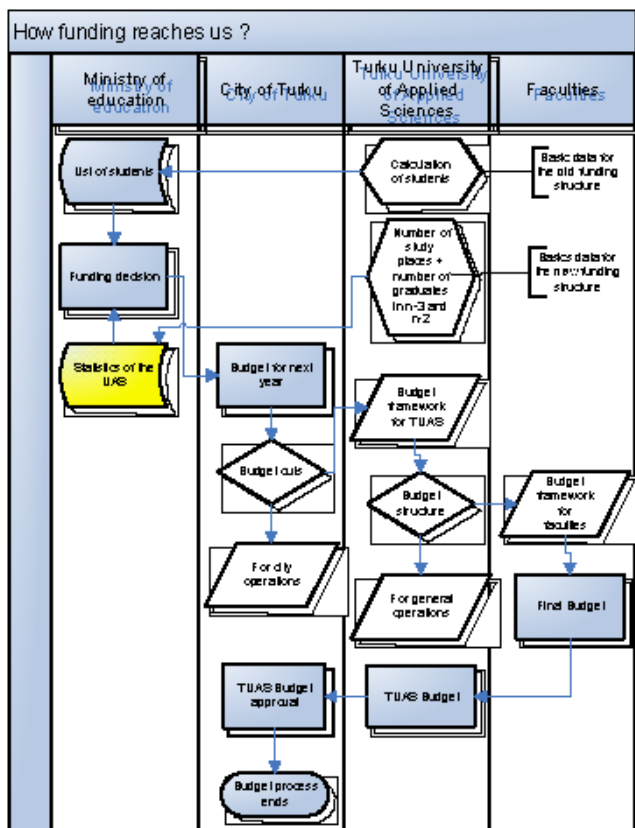 How funding reaches us ?
Ministry of
education
City of Turku
Turku University
of Applied
Sciences
Faculties
List of students
Calculation
of students
Basic data for
the old funding
structure
Funding decision
Number of
study
places +
number of
graduates
in n-3 and
n-2
Basics data for
the new funding
structure
Statistics of the
UAS
Budget for next
year
Budget
framework
for TUAS
Budget cuts
Budget
structure
Budget
framework
for
faculties
For city
operations
For general
operations
Final Budget
TUAS Budget
approval
TUAS Budget
Budget process
ends